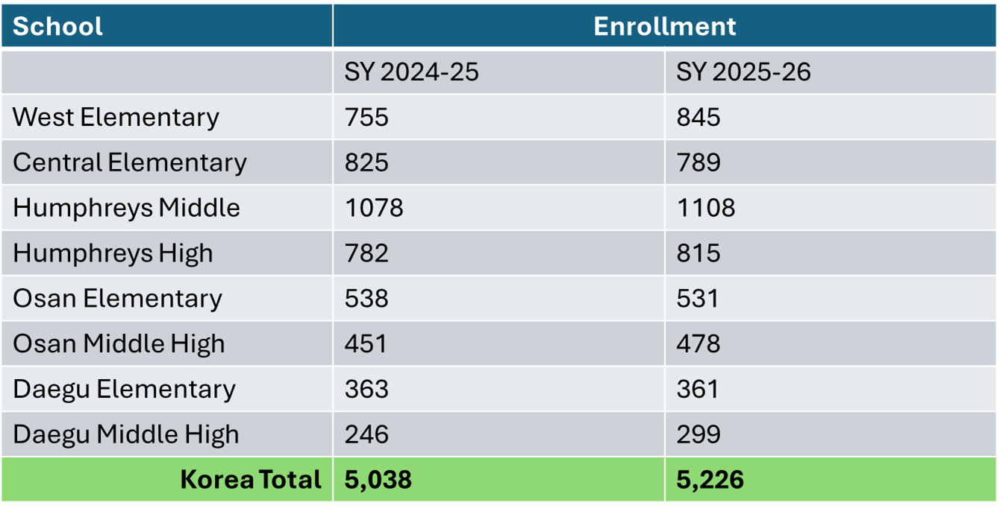 School Enrollment
SY 2024-25 SY 2025-26
West Elementary 755 845
Central Elementary 825 789
Humphreys Middle 1078 1108
Humphreys High 782 815
Osan Elementary 538 531
Osan Middle High 451 478
Daegu Elementary 363 361
Daegu Middle High 246 299
Korea Total 5,038 5,226